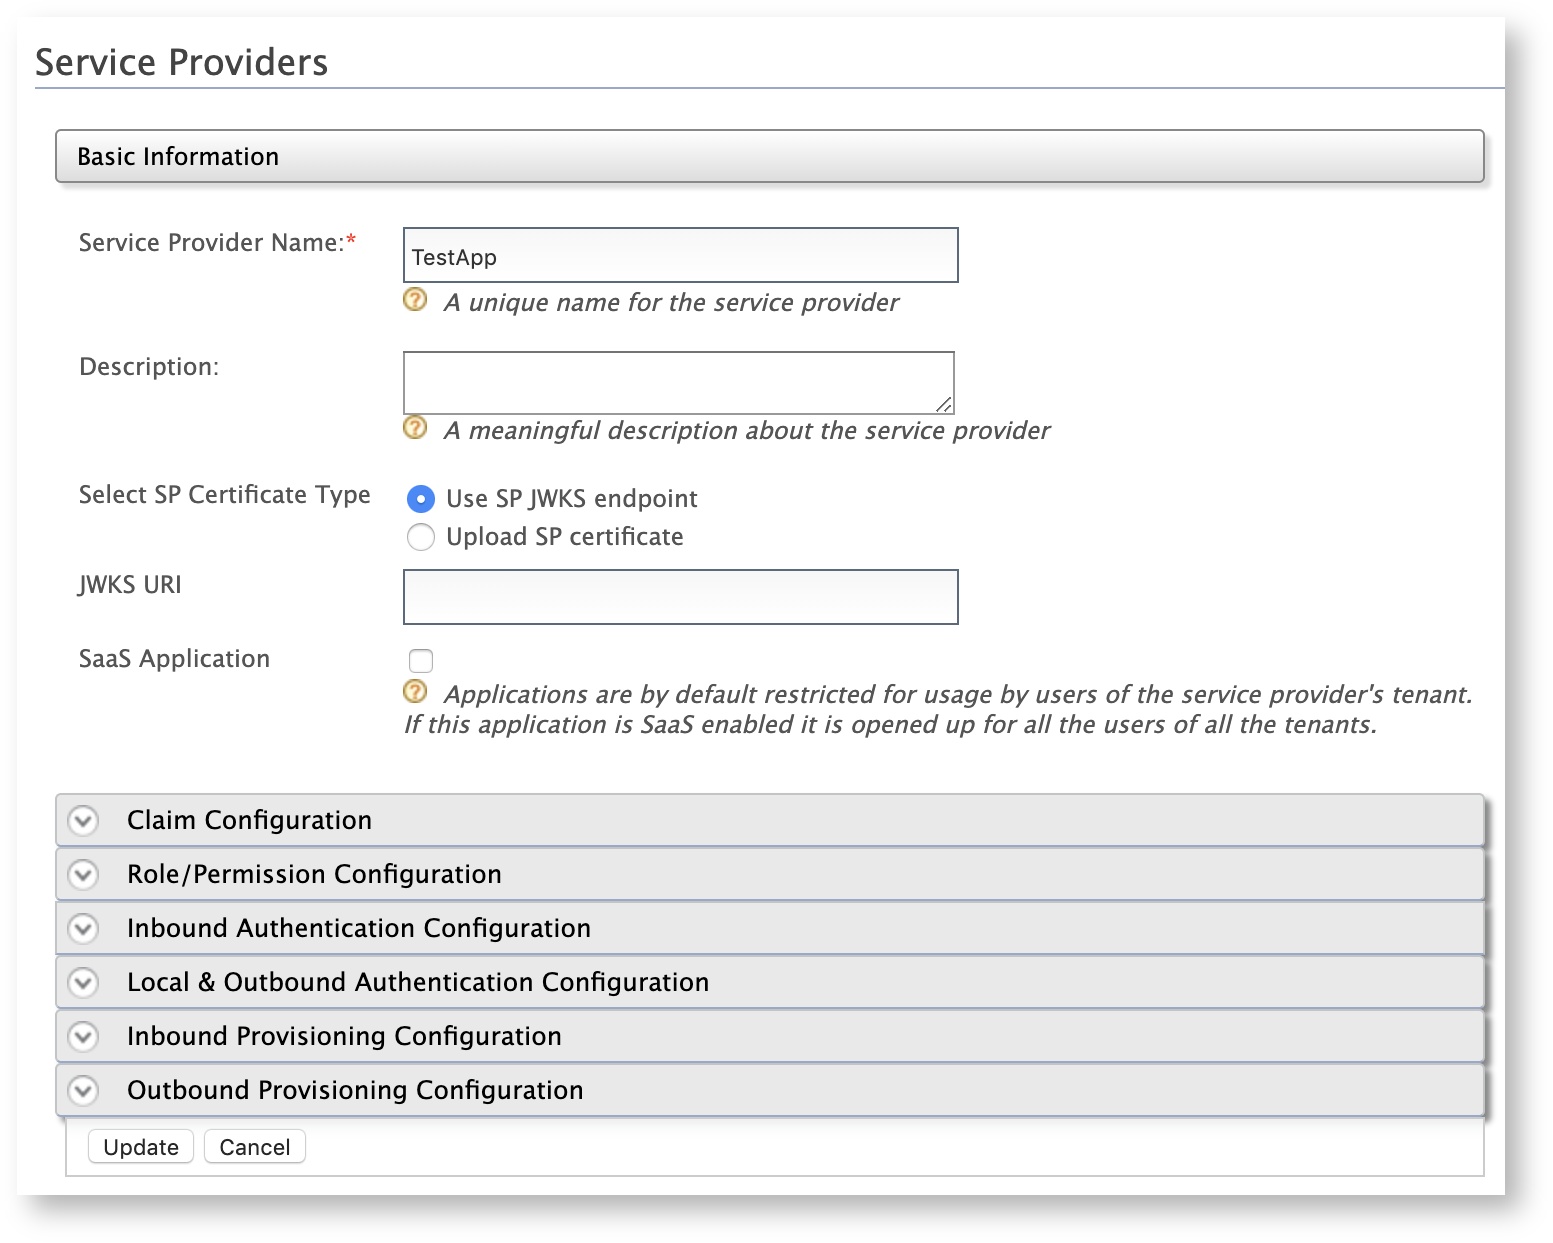 Service Providers
Basic Information
Service Provider Name:*
TestApp
A unique name for the service provider
Description:
A meaningful description about the service provider
Select SP Certificate Type
Use SP JWKS endpoint
Upload SP certificate
JWKS URI
SaaS Application
Applications are by default restricted for usage by users of the service provider's tenant.
If this application is SaaS enabled it is opened up for all the users of all the tenants.
Claim Configuration
Role/Permission Configuration
Inbound Authentication Configuration
Local & Outbound Authentication Configuration
Inbound Provisioning Configuration
Outbound Provisioning Configuration
Update Cancel